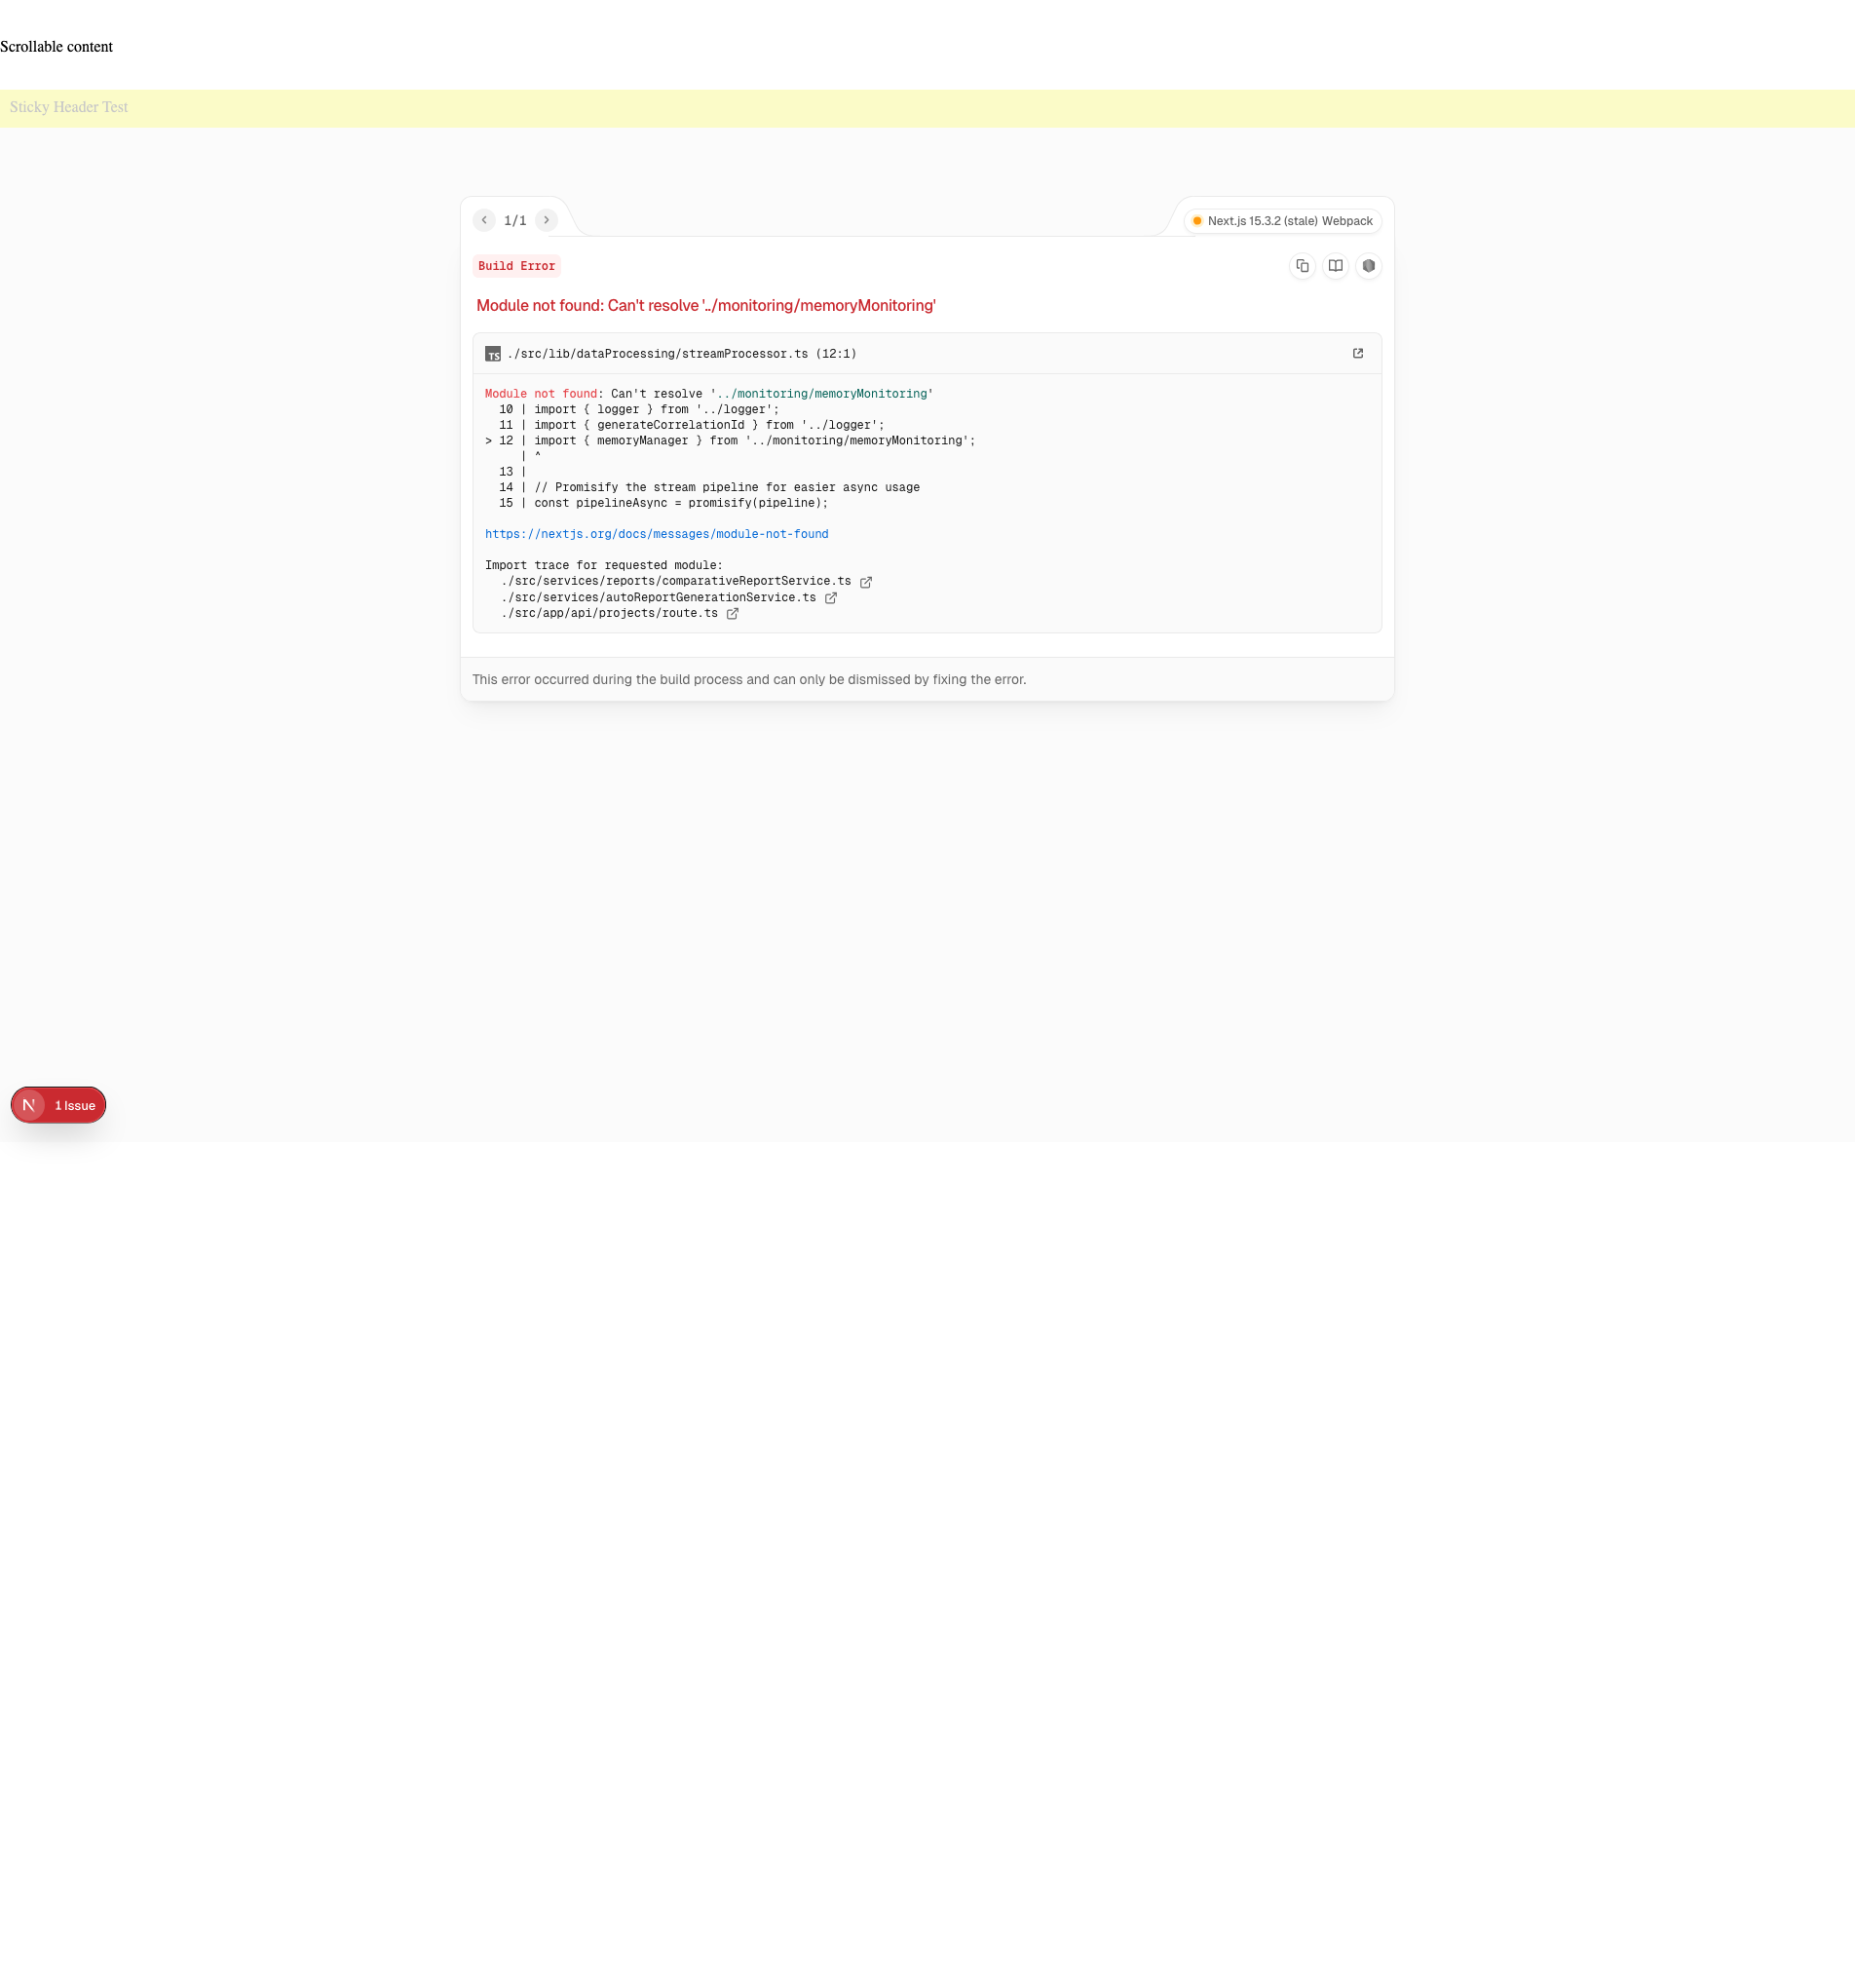 Scrollable content
Sticky Header Test
1/1
Next.js 15.3.2 (stale) Webpack
Build Error
Module not found: Can't resolve '../monitoring/memoryMonitoring'
TS ./src/lib/dataProcessing/streamProcessor.ts (12:1)
Module not found: Can't resolve '../monitoring/memoryMonitoring'
  10 | import { logger } from '../logger';
  11 | import { generateCorrelationId } from '../logger';
> 12 | import { memoryManager } from '../monitoring/memoryMonitoring';
     | ^
  13 |
  14 | // Promisify the stream pipeline for easier async usage
  15 | const pipelineAsync = promisify(pipeline);
https://nextjs.org/docs/messages/module-not-found
Import trace for requested module:
./src/services/reports/comparativeReportService.ts
./src/services/autoReportGenerationService.ts
./src/app/api/projects/route.ts
This error occurred during the build process and can only be dismissed by fixing the error.
N 1 Issue